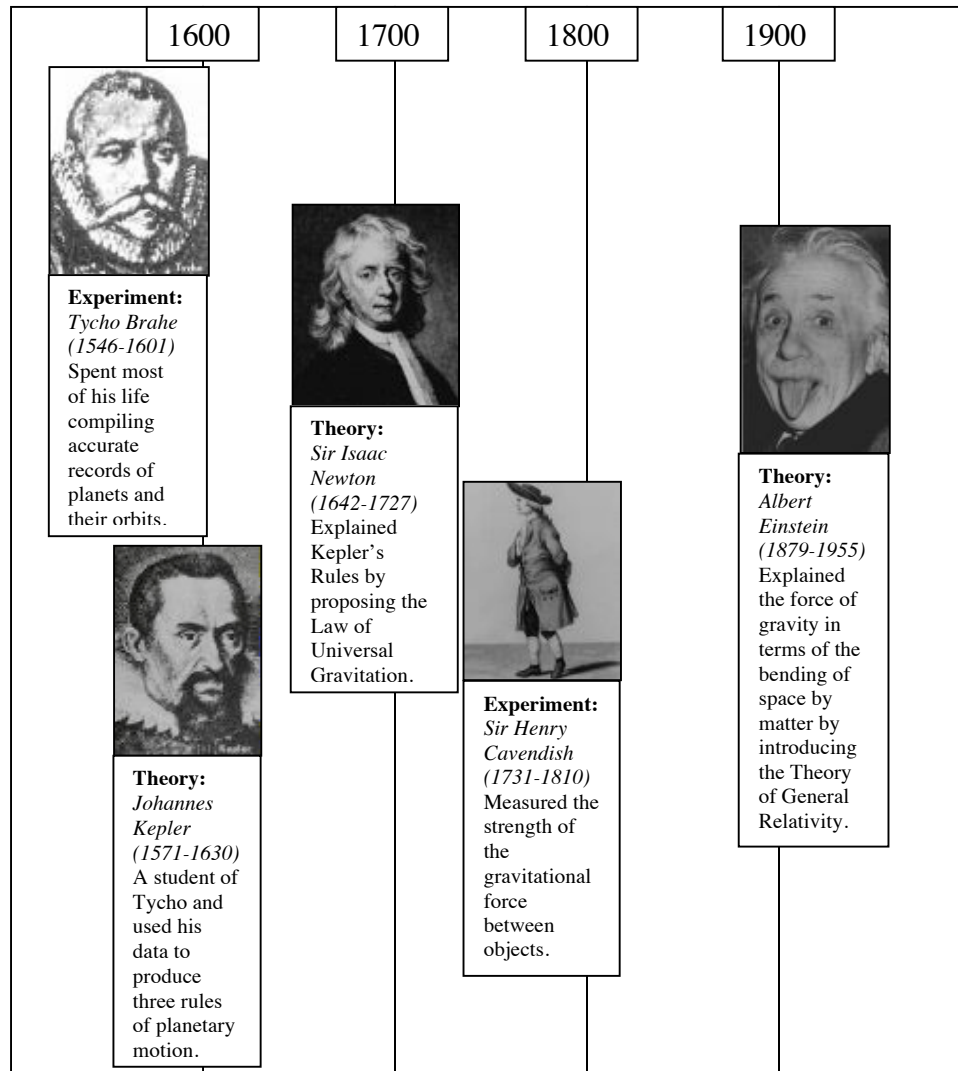 1600
1700
1800
1900
Tycho
Experiment:
Tycho Brahe
(1546-1601)
Spent most
of his life
compiling
accurate
records of
planets and
their orbits.
Kepler
Theory:
Johannes
Kepler
(1571-1630)
A student of
Tycho and
used his
data to
produce
three rules
of planetary
motion.
Theory:
Sir Isaac
Newton
(1642-1727)
Explained
Kepler's
Rules by
proposing the
Law of
Universal
Gravitation.
Experiment:
Sir Henry
Cavendish
(1731-1810)
Measured the
strength of
the
gravitational
force
between
objects.
Theory:
Albert
Einstein
(1879-1955)
Explained
the force of
gravity in
terms of the
bending of
space by
matter by
introducing
the Theory
of General
Relativity.